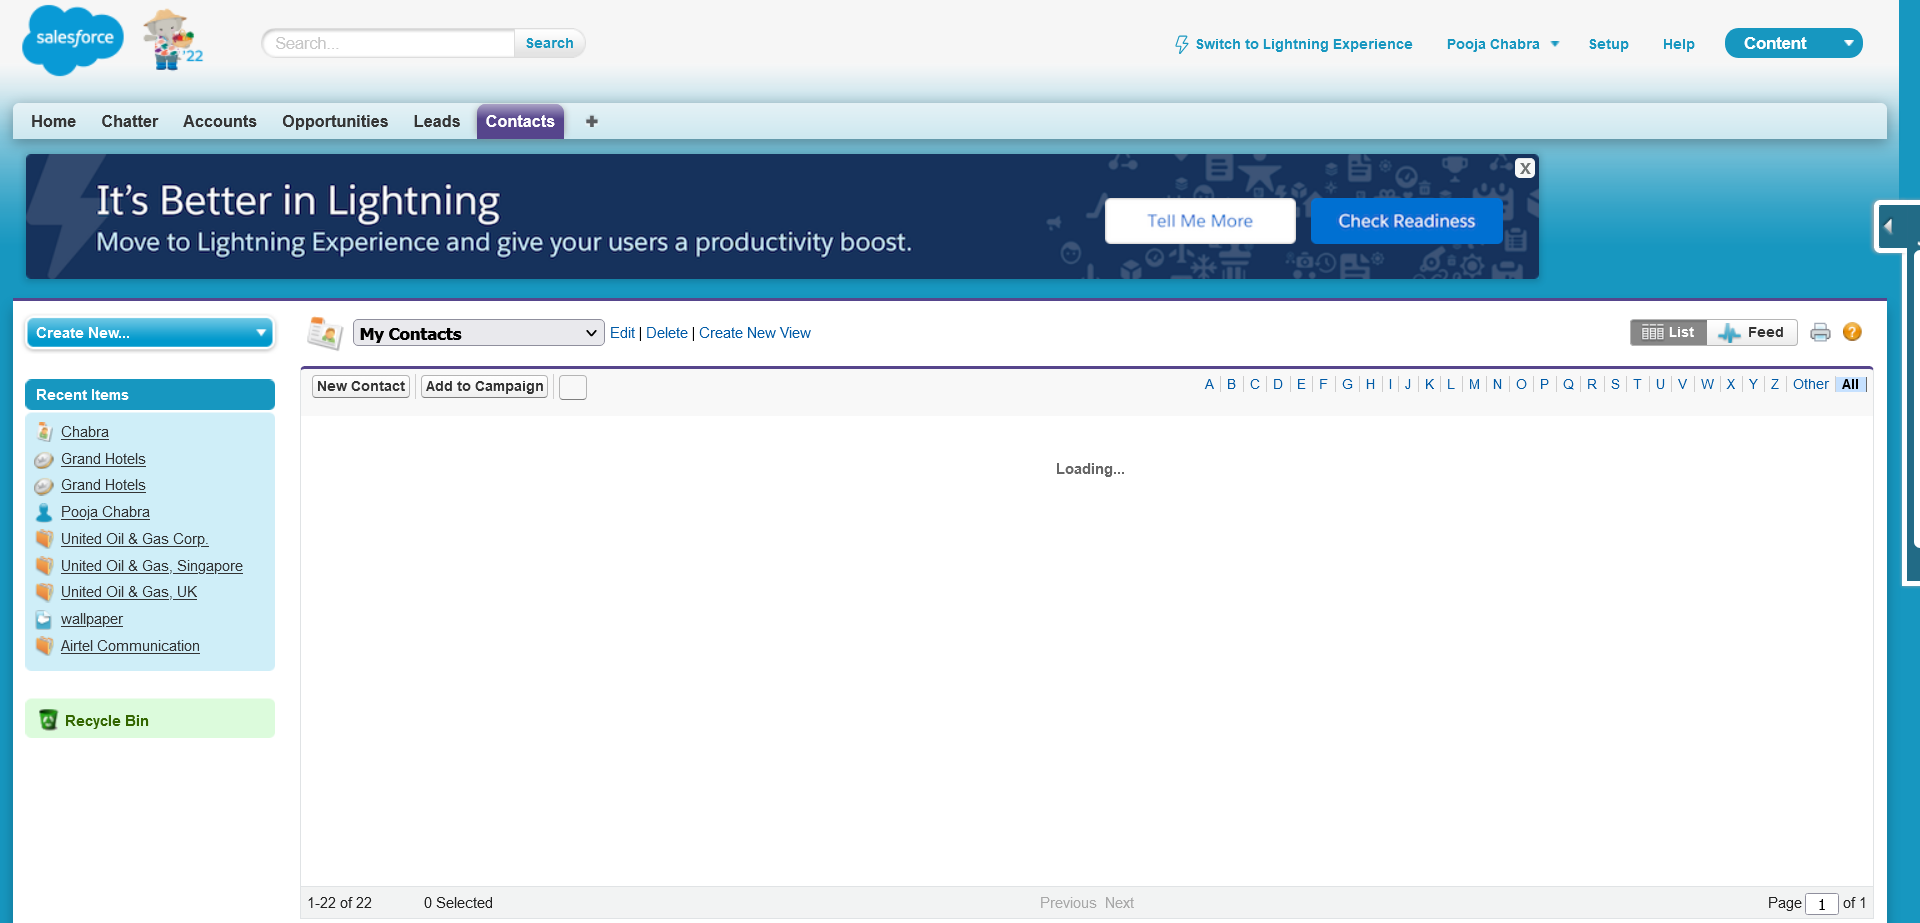 salesforce
'22
Search...
Search
Switch to Lightning Experience
Pooja Chabra
Setup
Help
Content
Home
Chatter
Accounts
Opportunities
Leads
Contacts
+
It's Better in Lightning
Move to Lightning Experience and give your users a productivity boost.
Tell Me More
Check Readiness
X
Create New...
My Contacts
Edit | Delete | Create New View
List
Feed
?
Recent Items
New Contact
Add to Campaign
A | B | C | D | E | F | G | H | I | J | K | L | M | N | O | P | Q | R | S | T | U | V | W | X | Y | Z | Other | All |
Chabra
Grand Hotels
Grand Hotels
Pooja Chabra
United Oil & Gas Corp.
United Oil & Gas, Singapore
United Oil & Gas, UK
wallpaper
Airtel Communication
Loading...
Recycle Bin
1-22 of 22
0 Selected
Previous Next
Page 1 of 1